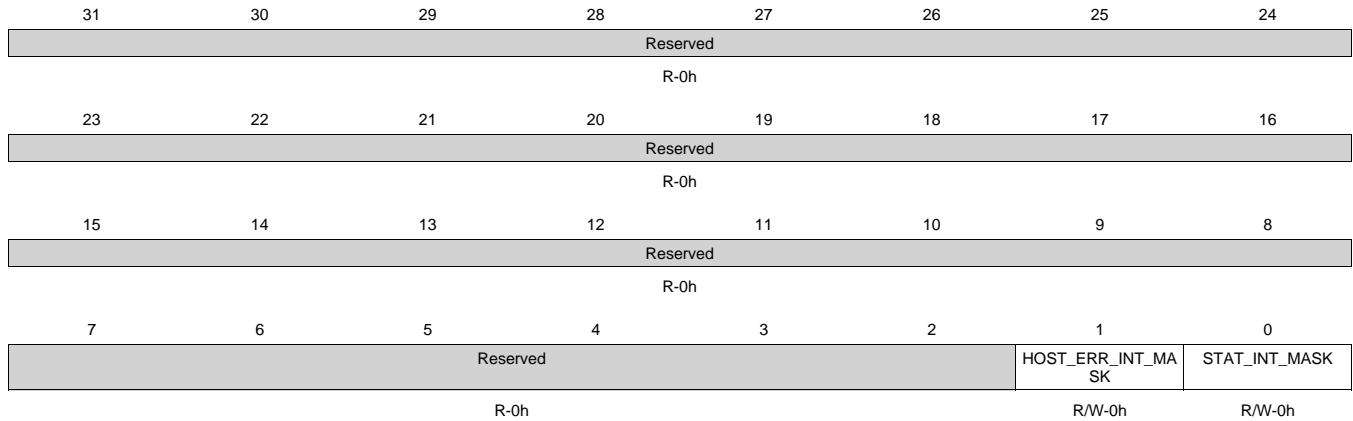 31 30 29 28 27 26 25 24
Reserved
R-0h
23 22 21 20 19 18 17 16
Reserved
R-0h
15 14 13 12 11 10 9 8
Reserved
R-0h
7 6 5 4 3 2 1 0
Reserved HOST_ERR_INT_MA STAT_INT_MASK
SK
R-0h R/W-0h R/W-0h